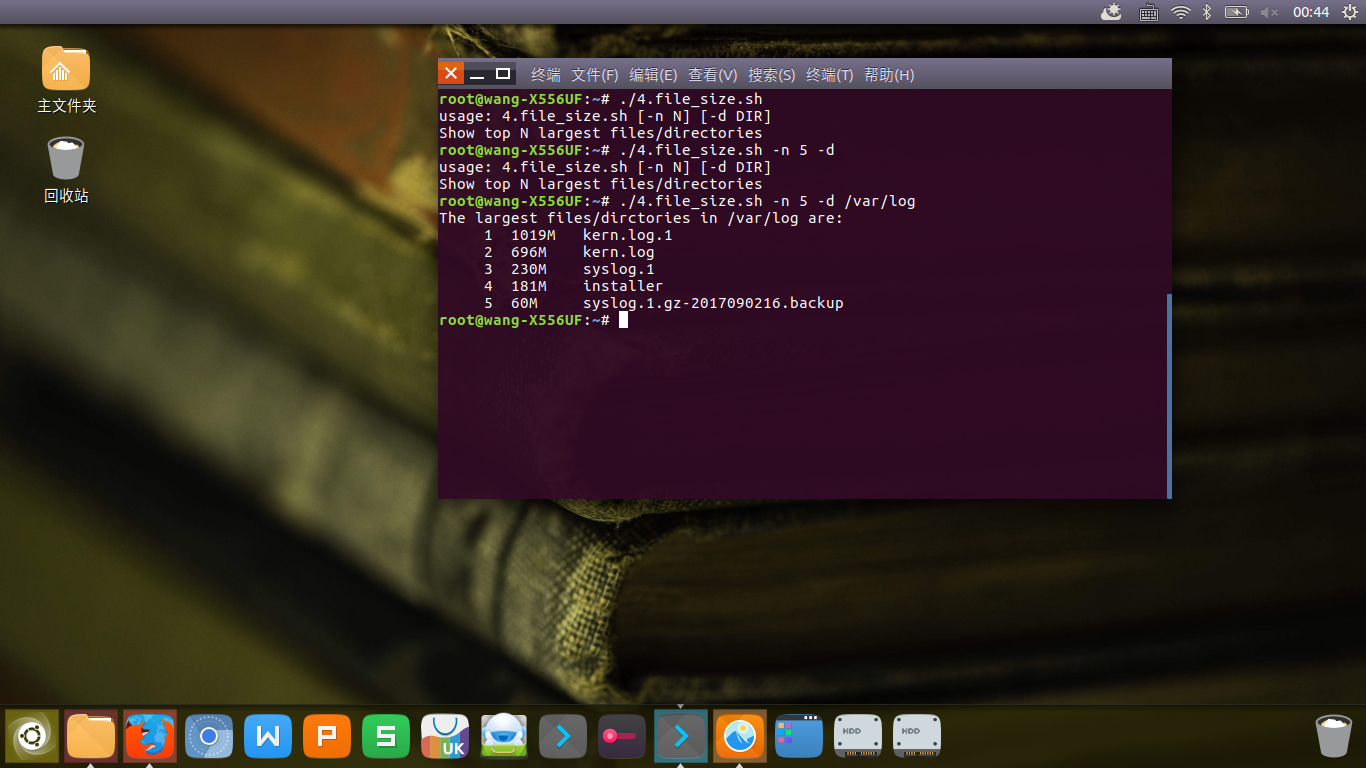 00:44
主文件夹
回收站
终端 文件(F) 编辑(E) 查看(V) 搜索(S) 终端(T) 帮助(H)
root@wang-X556UF:~# ./4.file_size.sh
usage: 4.file_size.sh [-n N] [-d DIR]
Show top N largest files/directories
root@wang-X556UF:~# ./4.file_size.sh -n 5 -d
usage: 4.file_size.sh [-n N] [-d DIR]
Show top N largest files/directories
root@wang-X556UF:~# ./4.file_size.sh -n 5 -d /var/log
The largest files/dirctories in /var/log are:
1 1019M kern.log.1
2 696M kern.log
3 230M syslog.1
4 181M installer
5 60M syslog.1.gz-2017090216.backup
root@wang-X556UF:~#
W P S UK HDD HDD